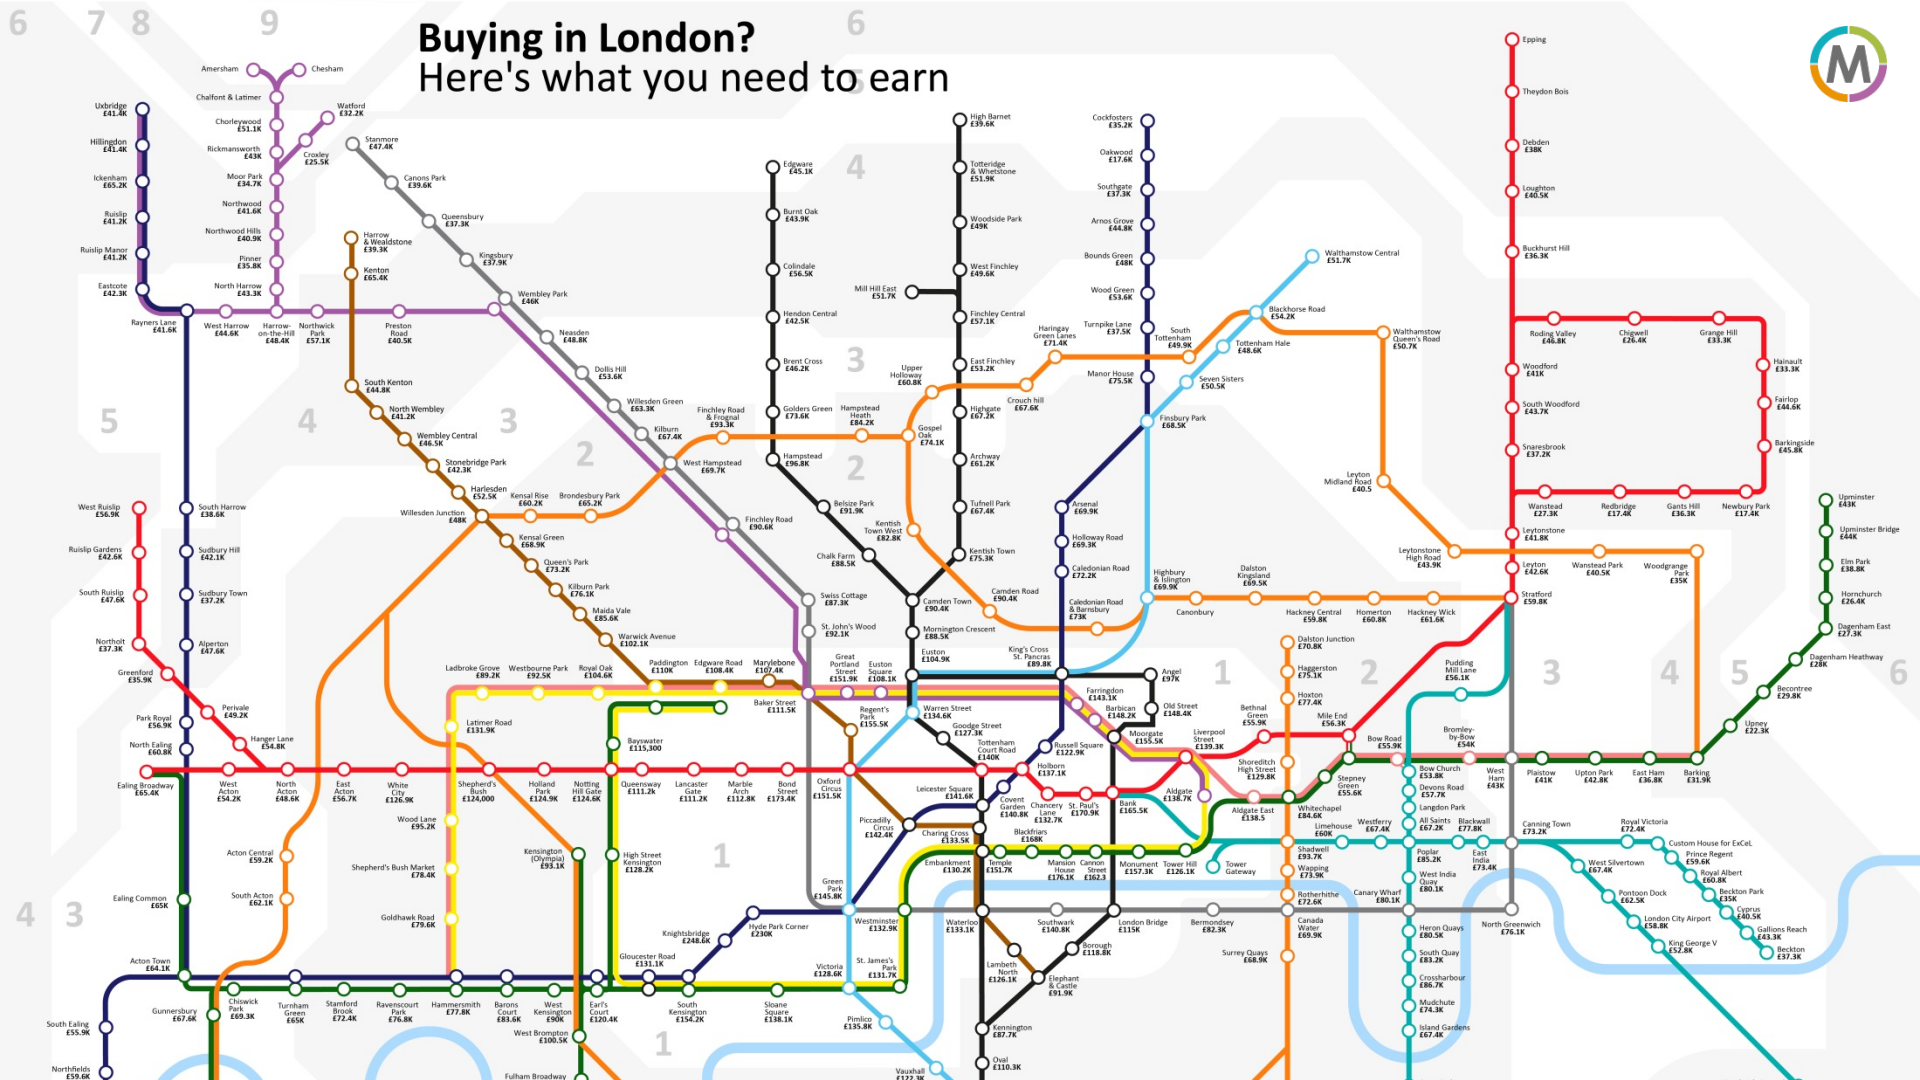 6
7
8
9
Buying in London?
Here's what you need to earn
6
5
M
Amersham
Chesham
Chalfont & Latimer
Chorleywood
£51.1K
Rickmansworth
£43K
Moor Park
£34.7K
Northwood
£41.6K
Northwood Hills
£40.9K
Pinner
£35.8K
North Harrow
£43.3K
Watford
£32.2K
Croxley
£25.5K
Uxbridge
£41.4K
Hillingdon
£41.4K
Ickenham
£65.2K
Ruislip
£41.2K
Ruislip Manor
£41.2K
Eastcote
£42.3K
Rayners Lane
£41.6K
West Harrow
£44.6K
Harrow-
on-the-Hill
£48.4K
Northwick
Park
£57.1K
Preston
Road
£40.5K
Stanmore
£47.4K
Canons Park
£39.6K
Queensbury
£37.3K
Kingsbury
£37.9K
Wembley Park
£46K
Neasden
£48.8K
Dollis Hill
£53.6K
Willesden Green
£63.3K
Kilburn
£67.4K
West Hampstead
£69.7K
Finchley Road
£90.6K
Swiss Cottage
£87.3K
St. John's Wood
£92.1K
Harrow
& Wealdstone
£39.3K
Kenton
£65.4K
South Kenton
£44.8K
North Wembley
£41.2K
Wembley Central
£46.5K
Stonebridge Park
£42.3K
Harlesden
£52.5K
Willesden Junction
£48K
Kensal Green
£68.9K
Queen's Park
£73.2K
Kilburn Park
£76.1K
Maida Vale
£85.6K
Warwick Avenue
£102.1K
Kensal Rise
£60.2K
Brondesbury Park
£65.2K
Finchley Road
& Frognal
£93.3K
Hampstead
Heath
£84.2K
Gospel
Oak
£74.1K
Upper
Holloway
£60.8K
Crouch hill
£67.6K
Haringay
Green Lanes
£71.4K
South
Tottenham
£49.9K
Blackhorse Road
£54.2K
Walthamstow
Queen's Road
£50.7K
Leyton
Midland Road
£40.5
Leytonstone
High Road
£43.9K
Wanstead Park
£40.5K
Woodgrange
Park
£35K
Edgware
£45.1K
Burnt Oak
£43.9K
Colindale
£56.5K
Hendon Central
£42.5K
Brent Cross
£46.2K
Golders Green
£73.6K
Hampstead
£96.8K
Belsize Park
£91.9K
Chalk Farm
£88.5K
Camden Town
£90.4K
Mornington Crescent
£88.5K
Euston
£104.9K
High Barnet
£39.6K
Totteridge
& Whetstone
£51.9K
Woodside Park
£49K
West Finchley
£49.6K
Mill Hill East
£51.7K
Finchley Central
£57.1K
East Finchley
£53.2K
Highgate
£67.2K
Archway
£61.2K
Tufnell Park
£67.4K
Kentish Town
£75.3K
Kentish
Town West
£82.8K
Camden Road
£90.4K
Caledonian Road
& Barnsbury
£73K
Cockfosters
£35.2K
Oakwood
£17.6K
Southgate
£37.3K
Arnos Grove
£44.8K
Bounds Green
£48K
Wood Green
£53.6K
Turnpike Lane
£37.5K
Manor House
£75.5K
Finsbury Park
£68.5K
Arsenal
£69.9K
Holloway Road
£69.3K
Caledonian Road
£72.2K
Walthamstow Central
£51.7K
Tottenham Hale
£48.6K
Seven Sisters
£50.5K
Highbury
& Islington
£69.9K
Canonbury
Dalston
Kingsland
£69.5K
Hackney Central
£59.8K
Homerton
£60.8K
Hackney Wick
£61.6K
Stratford
£59.8K
Epping
Theydon Bois
Debden
£38K
Loughton
£40.5K
Buckhurst Hill
£36.3K
Woodford
£41K
South Woodford
£43.7K
Snaresbrook
£37.2K
Leytonstone
£41.8K
Leyton
£42.6K
Roding Valley
£46.8K
Chigwell
£26.4K
Grange Hill
£33.3K
Hainault
£33.3K
Fairlop
£44.6K
Barkingside
£45.8K
Newbury Park
£17.4K
Gants Hill
£36.3K
Redbridge
£17.4K
Wanstead
£27.3K
Upminster
£43K
Upminster Bridge
£44K
Elm Park
£38.8K
Hornchurch
£26.4K
Dagenham East
£27.3K
Dagenham Heathway
£28K
Becontree
£29.8K
Upney
£22.3K
Barking
£31.9K
East Ham
£36.8K
Upton Park
£42.8K
Plaistow
£41K
West
Ham
£43K
Bromley-
by-Bow
£54K
Bow Road
£55.9K
Mile End
£56.3K
Stepney
Green
£55.6K
Whitechapel
£84.6K
Aldgate East
£138.5
4
3
2
5
4
3
2
1
2
3
4
5
6
1
4
3
1
West Ruislip
£56.9K
Ruislip Gardens
£42.6K
South Ruislip
£47.6K
Northolt
£37.3K
Greenford
£35.9K
Perivale
£49.2K
Hanger Lane
£54.8K
South Harrow
£38.6K
Sudbury Hill
£42.1K
Sudbury Town
£37.2K
Alperton
£47.6K
Park Royal
£56.9K
North Ealing
£60.8K
Ealing Broadway
£65.4K
West
Acton
£54.2K
North
Acton
£48.6K
East
Acton
£56.7K
White
City
£126.9K
Shepherd's
Bush
£124,000
Holland
Park
£124.9K
Notting
Hill Gate
£124.6K
Queensway
£111.2k
Lancaster
Gate
£111.2K
Marble
Arch
£112.8K
Bond
Street
£173.4K
Oxford
Circus
£151.5K
Tottenham
Court Road
£140K
Holborn
£137.1K
Chancery
Lane
£132.7K
St. Paul's
£170.9K
Bank
£165.5K
Liverpool
Street
£139.3K
Bethnal
Green
£55.9K
Ladbroke Grove
£89.2K
Westbourne Park
£92.5K
Royal Oak
£104.6K
Paddington
£110K
Edgware Road
£108.4K
Marylebone
£107.4K
Baker Street
£111.5K
Great
Portland
Street
£151.9K
Euston
Square
£108.1K
King's Cross
St. Pancras
£89.8K
Angel
£97K
Old Street
£148.4K
Farringdon
£143.1K
Barbican
£148.2K
Moorgate
£155.5K
Latimer Road
£131.9K
Wood Lane
£95.2K
Shepherd's Bush Market
£78.4K
Goldhawk Road
£79.6K
Bayswater
£115,300
High Street
Kensington
£128.2K
Kensington
(Olympia)
£93.1K
Regent's
Park
£155.5K
Warren Street
£134.6K
Goodge Street
£127.3K
Russell Square
£122.9K
Leicester Square
£141.6K
Covent
Garden
£140.8K
Piccadilly
Circus
£142.4K
Charing Cross
£133.5K
Embankment
£130.2K
Temple
£151.7K
Blackfriars
£168K
Mansion
House
£176.1K
Cannon
Street
£162.3
Monument
£157.3K
Tower Hill
£126.1K
Tower
Gateway
Aldgate
£138.7K
Dalston Junction
£70.8K
Haggerston
£75.1K
Hoxton
£77.4K
Shoreditch
High Street
£129.8K
Shadwell
£93.7K
Wapping
£73.9K
Rotherhithe
£72.6K
Canada
Water
£69.9K
Surrey Quays
£68.9K
Pudding
Mill Lane
£56.1K
Bow Church
£53.8K
Devons Road
£57.7K
Langdon Park
All Saints
£67.2K
Poplar
£85.2K
Limehouse
£60K
Westferry
£67.4K
Blackwall
£77.8K
East
India
£73.4K
Canning Town
£73.2K
Royal Victoria
£72.4K
Custom House for ExCeL
Prince Regent
£59.6K
Royal Albert
£60.8K
Beckton Park
£35K
Cyprus
£40.5K
Gallions Reach
£43.3K
Beckton
£37.3K
West Silvertown
£67.4K
Pontoon Dock
£62.5K
London City Airport
£58.8K
King George V
£52.8K
West India
Quay
£80.1K
Canary Wharf
£80.1K
Heron Quays
£80.5K
South Quay
£83.2K
Crossharbour
£86.7K
Mudchute
£74.3K
Island Gardens
£67.4K
North Greenwich
£76.1K
Bermondsey
£82.3K
London Bridge
£115K
Southwark
£140.8K
Waterloo
£133.1K
Westminster
£132.9K
Green
Park
£145.8K
Hyde Park Corner
£230K
Knightsbridge
£248.6K
Gloucester Road
£131.1K
South
Kensington
£154.2K
Sloane
Square
£138.1K
Victoria
£128.6K
St. James's
Park
£131.7K
Pimlico
£135.8K
Vauxhall
£122.3K
Lambeth
North
£126.1K
Borough
£118.8K
Elephant
& Castle
£91.9K
Kennington
£87.7K
Oval
£110.3K
Acton Central
£59.2K
South Acton
£62.1K
Ealing Common
£65K
Acton Town
£64.1K
South Ealing
£55.9K
Northfields
£59.6K
Gunnersbury
£67.6K
Chiswick
Park
£69.3K
Turnham
Green
£65K
Stamford
Brook
£72.4K
Ravenscourt
Park
£76.8K
Hammersmith
£77.8K
Barons
Court
£83.6K
West
Kensington
£90K
Earl's
Court
£120.4K
West Brompton
£100.5K
Fulham Broadway